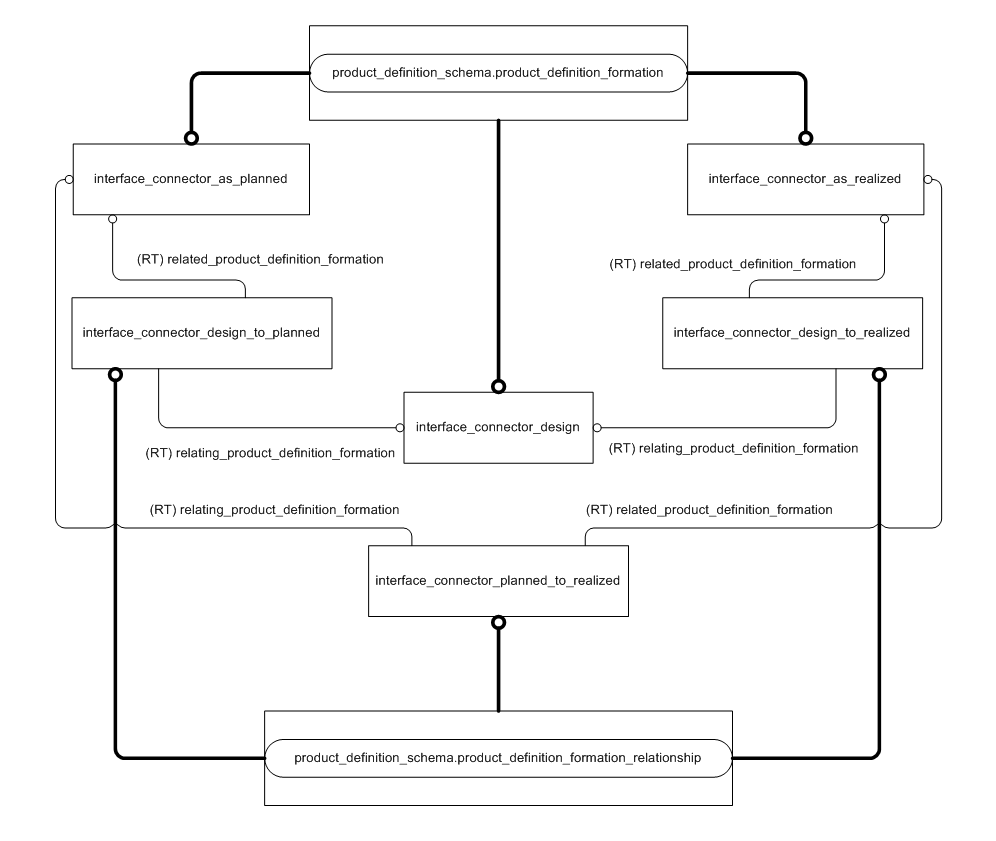 product_definition_schema.product_definition_formation
interface_connector_as_planned
interface_connector_as_realized
(RT) related_product_definition_formation
(RT) related_product_definition_formation
interface_connector_design_to_planned
interface_connector_design_to_realized
interface_connector_design
(RT) relating_product_definition_formation
(RT) relating_product_definition_formation
(RT) relating_product_definition_formation
(RT) related_product_definition_formation
interface_connector_planned_to_realized
product_definition_schema.product_definition_formation_relationship